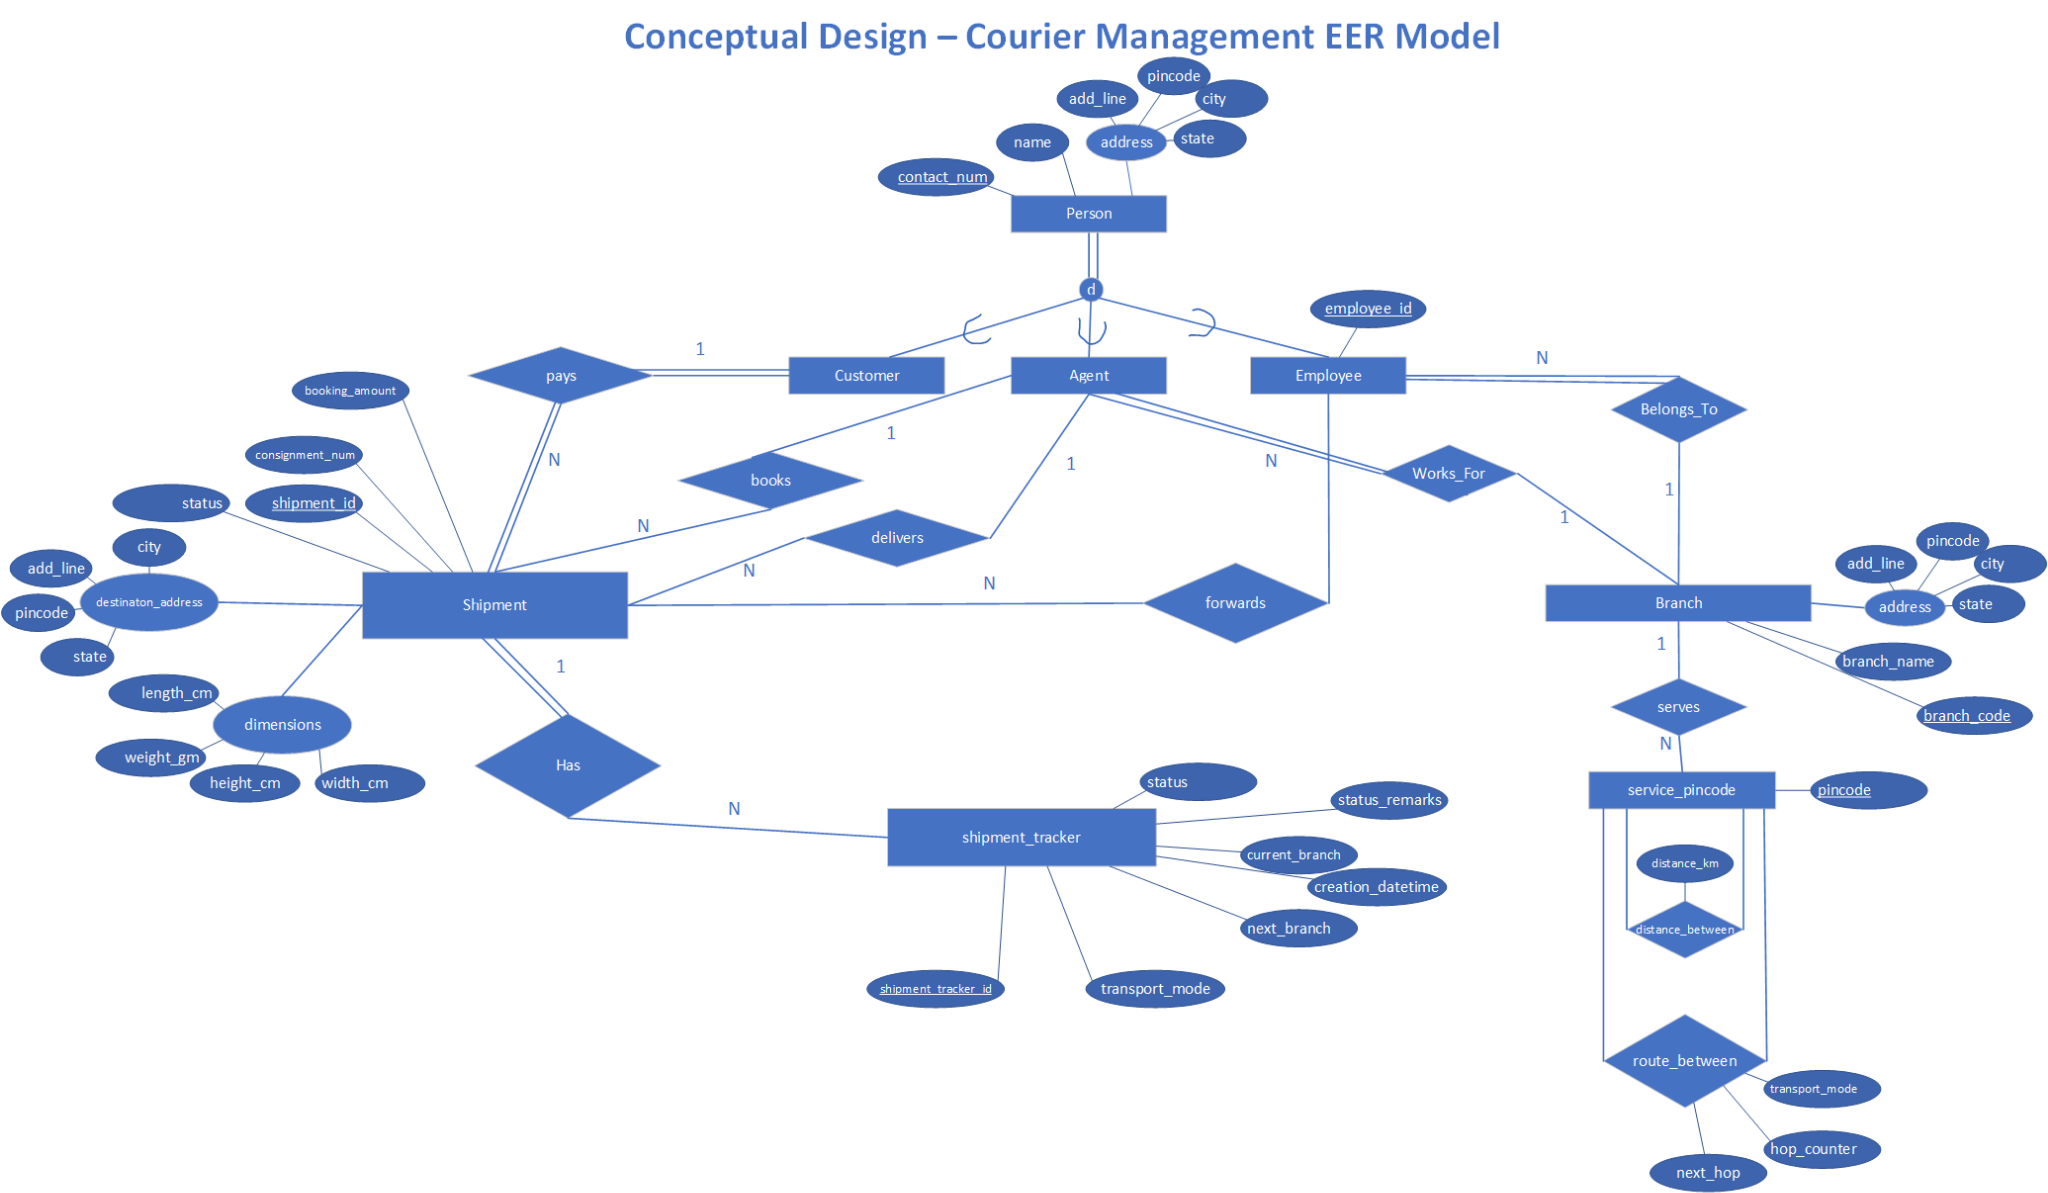 Conceptual Design – Courier Management EER Model
pincode
add_line
city
name
address
state
contact_num
Person
d
employee_id
1
N
pays
Customer
Agent
Employee
booking_amount
Belongs_To
1
consignment_num
N
1
N
Works_For
books
status
shipment_id
1
1
N
delivers
city
pincode
add_line
N
N
add_line
city
destinaton_address
Shipment
forwards
Branch
address
state
pincode
state
1
1
branch_name
length_cm
serves
branch_code
dimensions
N
weight_gm
Has
height_cm
width_cm
status
service_pincode
pincode
N
status_remarks
shipment_tracker
current_branch
distance_km
creation_datetime
next_branch
distance_between
shipment_tracker_id
transport_mode
route_between
transport_mode
hop_counter
next_hop